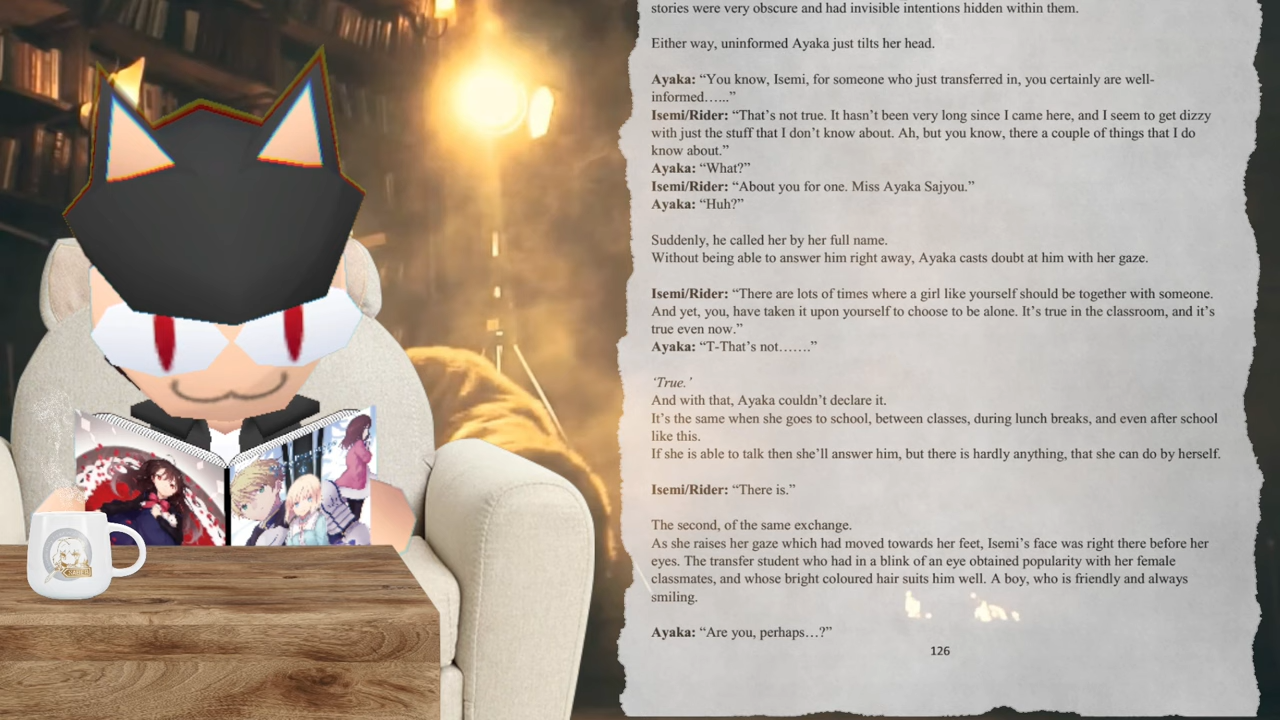 stories were very obscure and had invisible intentions hidden within them.
Either way, uninformed Ayaka just tilts her head.
Ayaka: “You know, Isemi, for someone who just transferred in, you certainly are well-
informed…...”
Isemi/Rider: “That’s not true. It hasn’t been very long since I came here, and I seem to get dizzy
with just the stuff that I don’t know about. Ah, but you know, there a couple of things that I do
know about.”
Ayaka: “What?”
Isemi/Rider: “About you for one. Miss Ayaka Sajyou.”
Ayaka: “Huh?”
Suddenly, he called her by her full name.
Without being able to answer him right away, Ayaka casts doubt at him with her gaze.
Isemi/Rider: “There are lots of times where a girl like yourself should be together with someone.
And yet, you, have taken it upon yourself to choose to be alone. It’s true in the classroom, and it’s
true even now.”
Ayaka: “T-That’s not…….”
‘True.’
And with that, Ayaka couldn’t declare it.
It’s the same when she goes to school, between classes, during lunch breaks, and even after school
like this.
If she is able to talk then she’ll answer him, but there is hardly anything, that she can do by herself.
Isemi/Rider: “There is.”
The second, of the same exchange.
As she raises her gaze which had moved towards her feet, Isemi’s face was right there before her
eyes. The transfer student who had in a blink of an eye obtained popularity with her female
classmates, and whose bright coloured hair suits him well. A boy, who is friendly and always
smiling.
Ayaka: “Are you, perhaps…?”
126